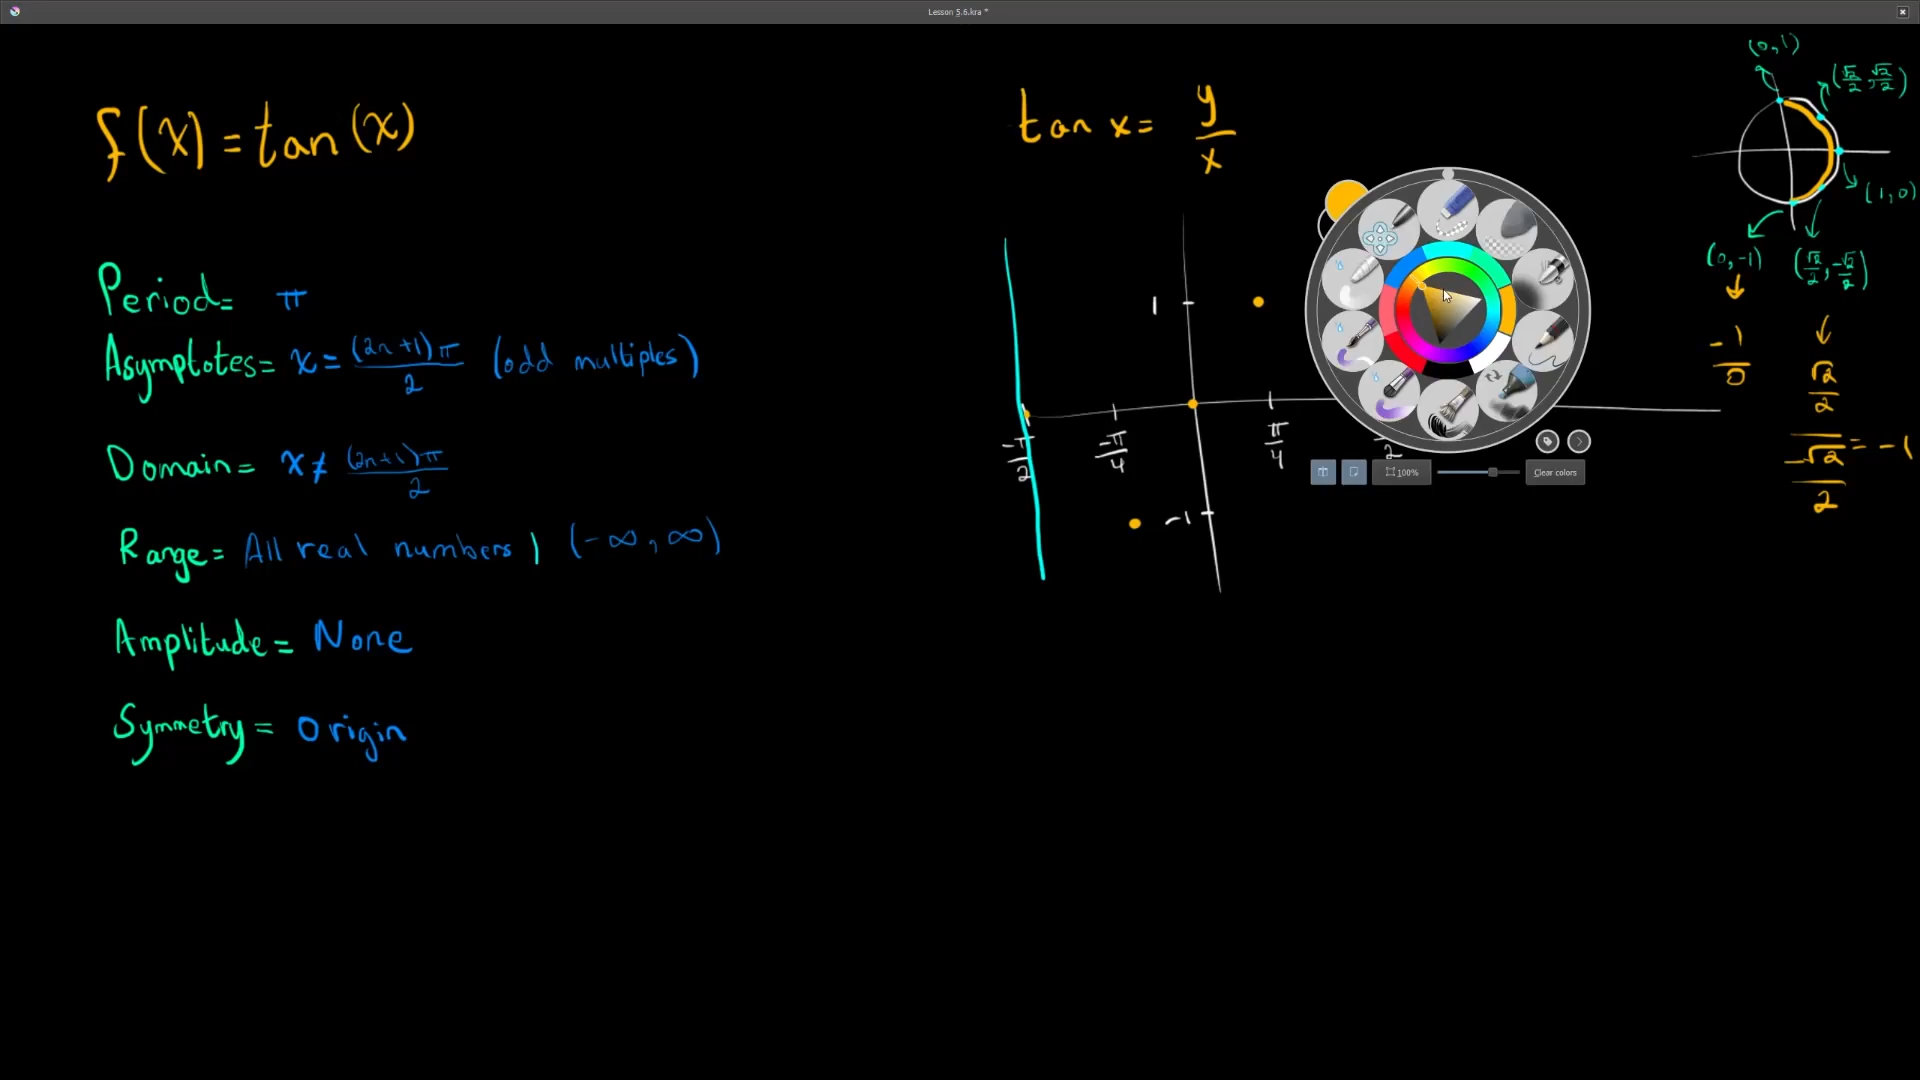 Lesson 5.6.kra *
f(x) = tan(x)
Period= π
Asymptotes= x = (2n+1)π / 2 (odd multiples)
Domain= x ≠ (2n+1)π / 2
Range= All real numbers, (-∞, ∞)
Amplitude= None
Symmetry= Origin
tan x = y / x
1
-π/2
-π/4
π/4
2
-1
(0,1)
(√2/2, √2/2)
(1,0)
(0,-1)
(√2/2, -√2/2)
-1/0
√2/2 / -√2/2 = -1
100%
Clear colors